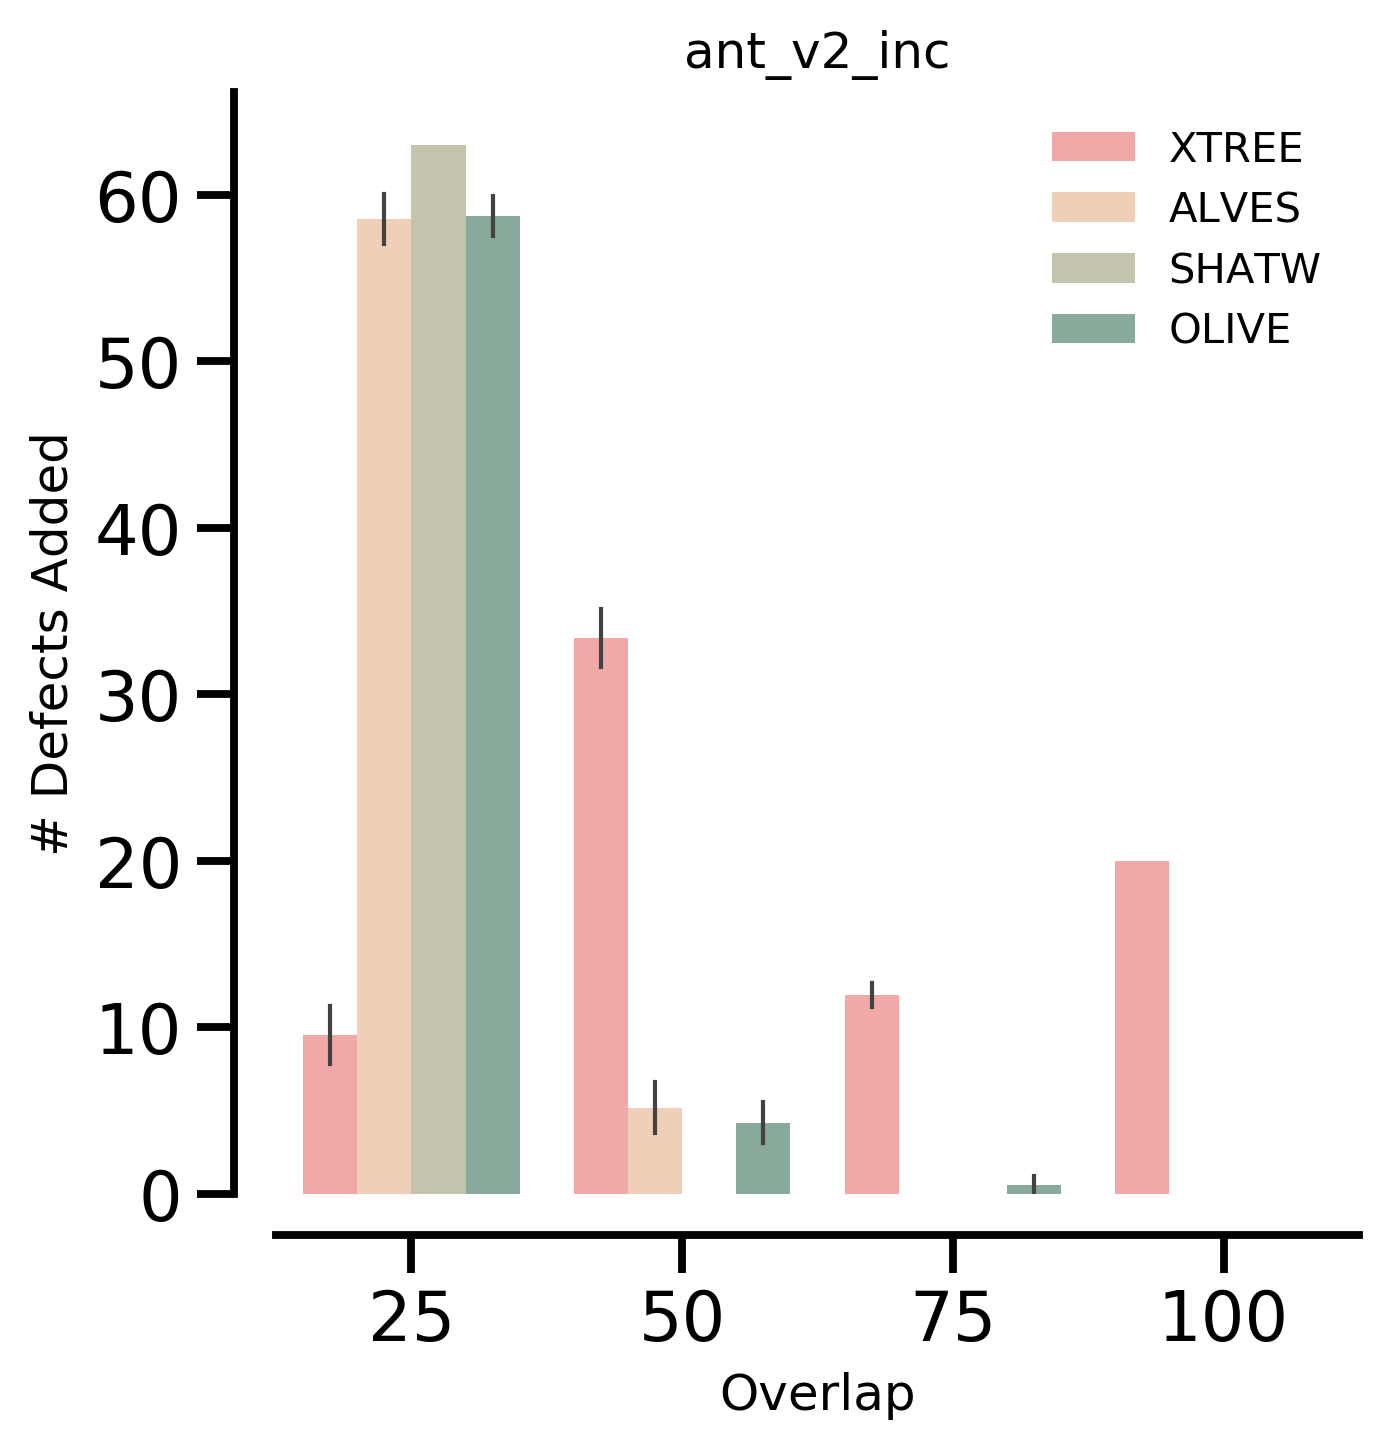 ant_v2_inc
XTREE
ALVES
SHATW
OLIVE
# Defects Added
60
50
40
30
20
10
0
25 50 75 100
Overlap